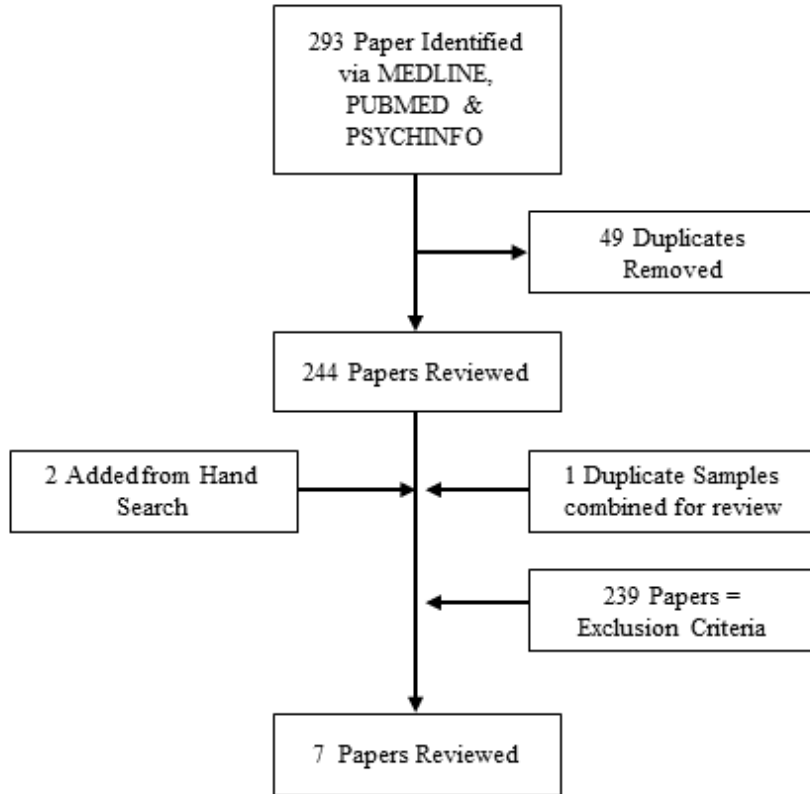 293 Paper Identified
via MEDLINE,
PUBMED &
PSYCHINFO
49 Duplicates
Removed
244 Papers Reviewed
2 Added from Hand
Search
1 Duplicate Samples
combined for review
239 Papers =
Exclusion Criteria
7 Papers Reviewed